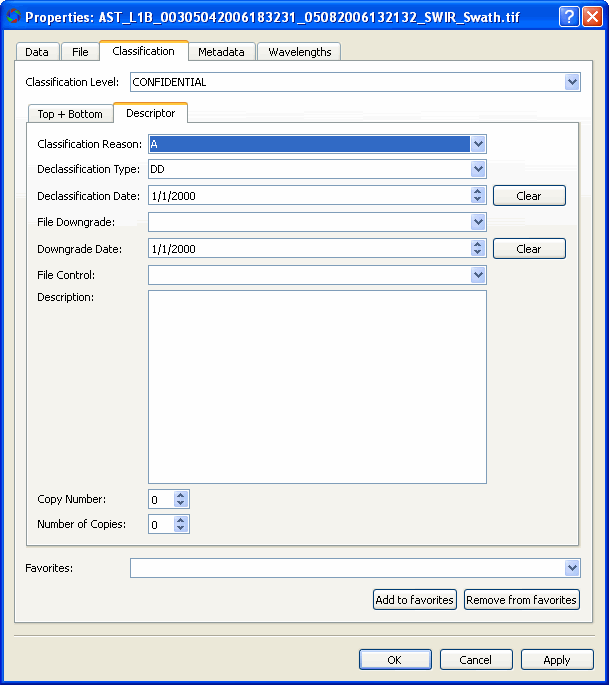 Properties: AST_L1B_00305042006183231_05082006132132_SWIR_Swath.tif
Data File Classification Metadata Wavelengths
Classification Level: CONFIDENTIAL
Top + Bottom Descriptor
Classification Reason: A
Declassification Type: DD
Declassification Date: 1/1/2000 Clear
File Downgrade:
Downgrade Date: 1/1/2000 Clear
File Control:
Description:
Copy Number: 0
Number of Copies: 0
Favorites:
Add to favorites Remove from favorites
OK Cancel Apply